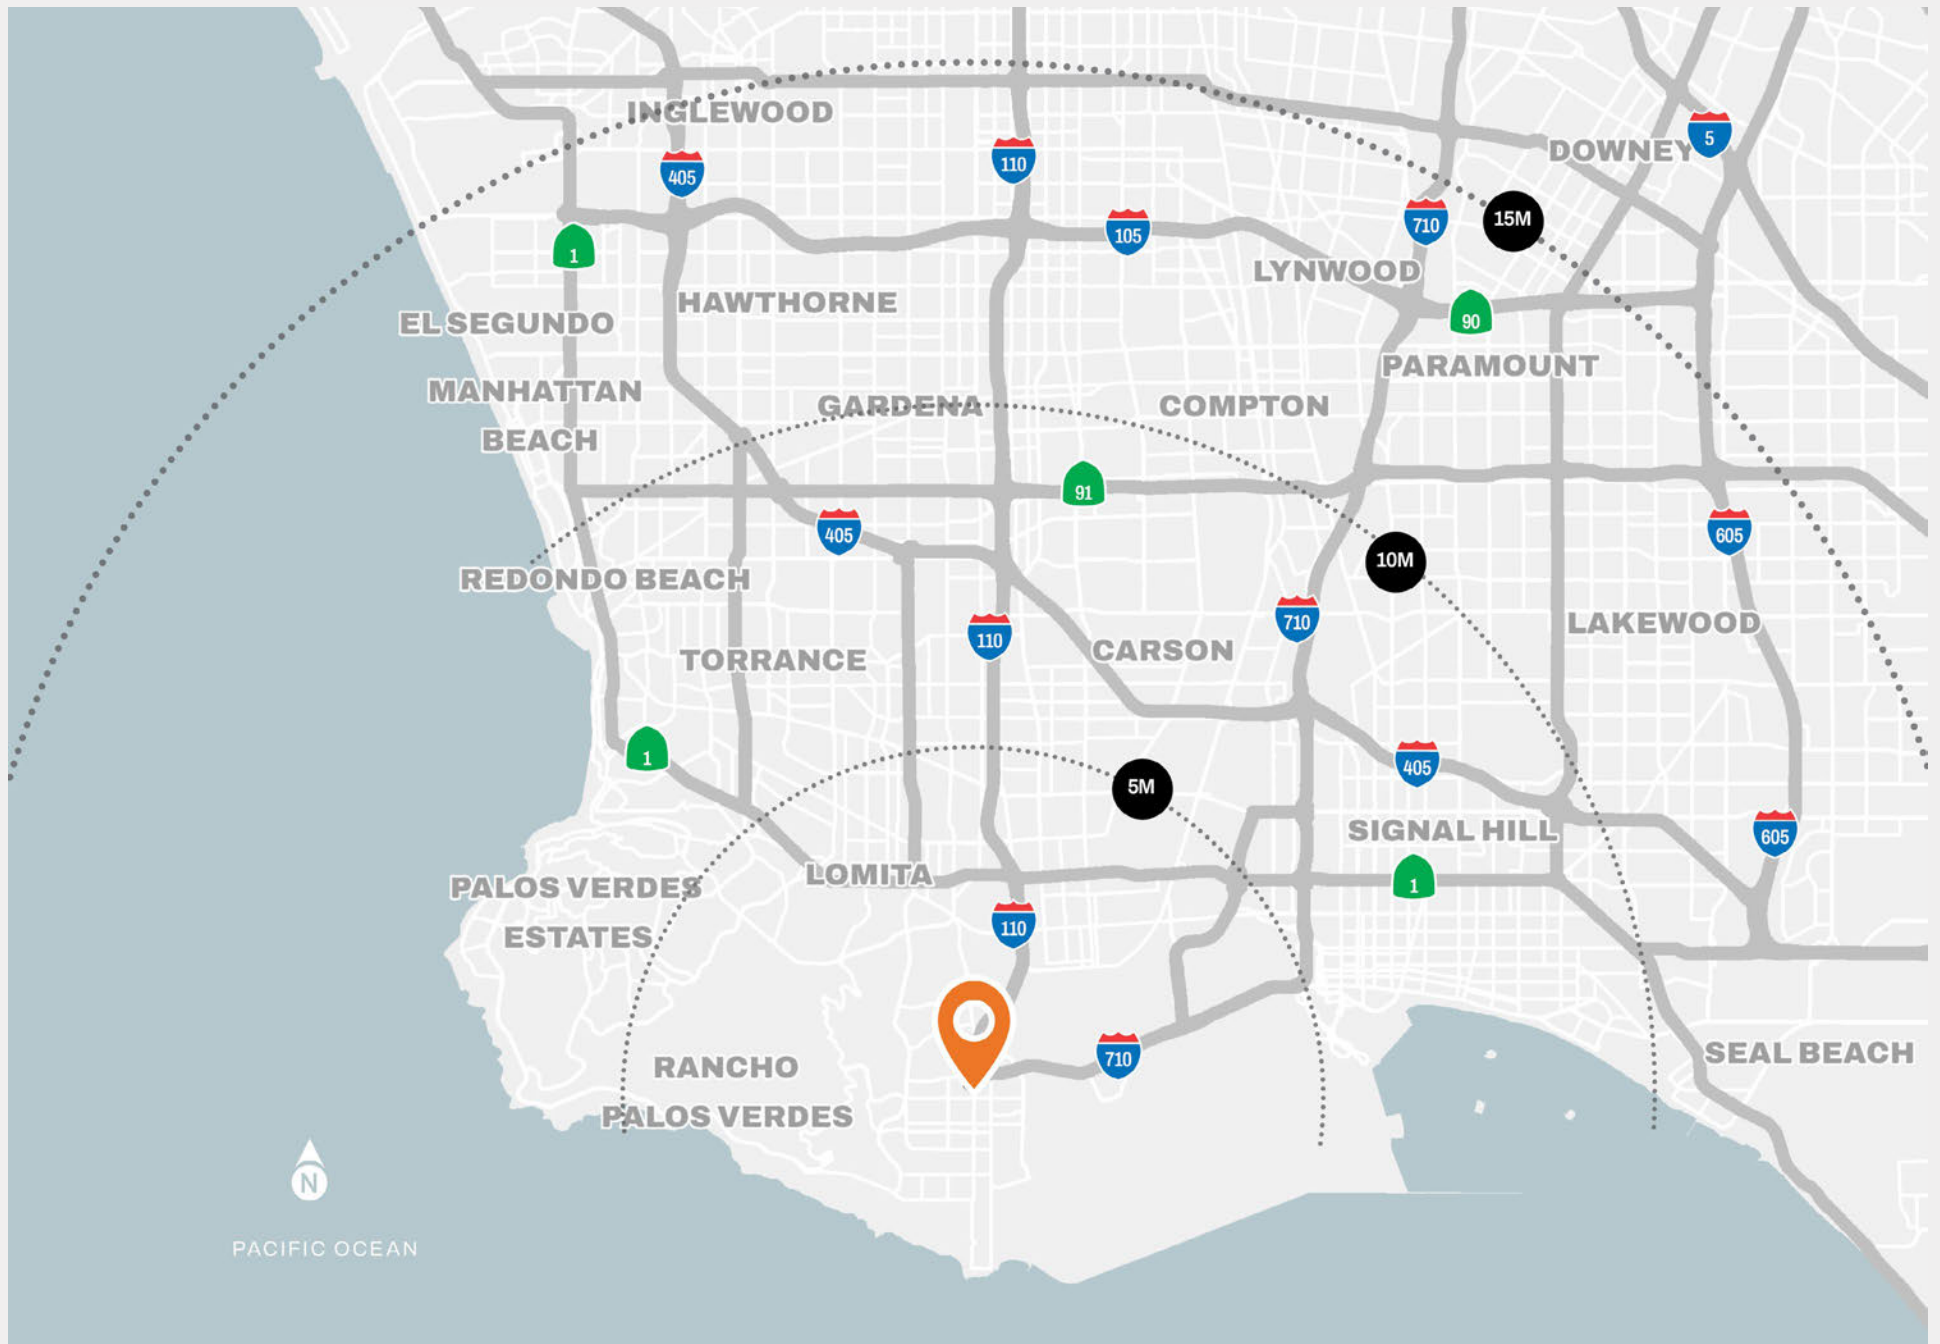 INGLEWOOD
5
DOWNEY
110
405
15M
710
105
1
LYNWOOD
HAWTHORNE
90
EL SEGUNDO
PARAMOUNT
MANHATTAN
BEACH
GARDENA
COMPTON
91
405
605
10M
REDONDO BEACH
710
LAKEWOOD
110
CARSON
TORRANCE
1
405
5M
SIGNAL HILL
605
LOMITA
1
PALOS VERDES
ESTATES
110
710
SEAL BEACH
RANCHO
PALOS VERDES
N
PACIFIC OCEAN